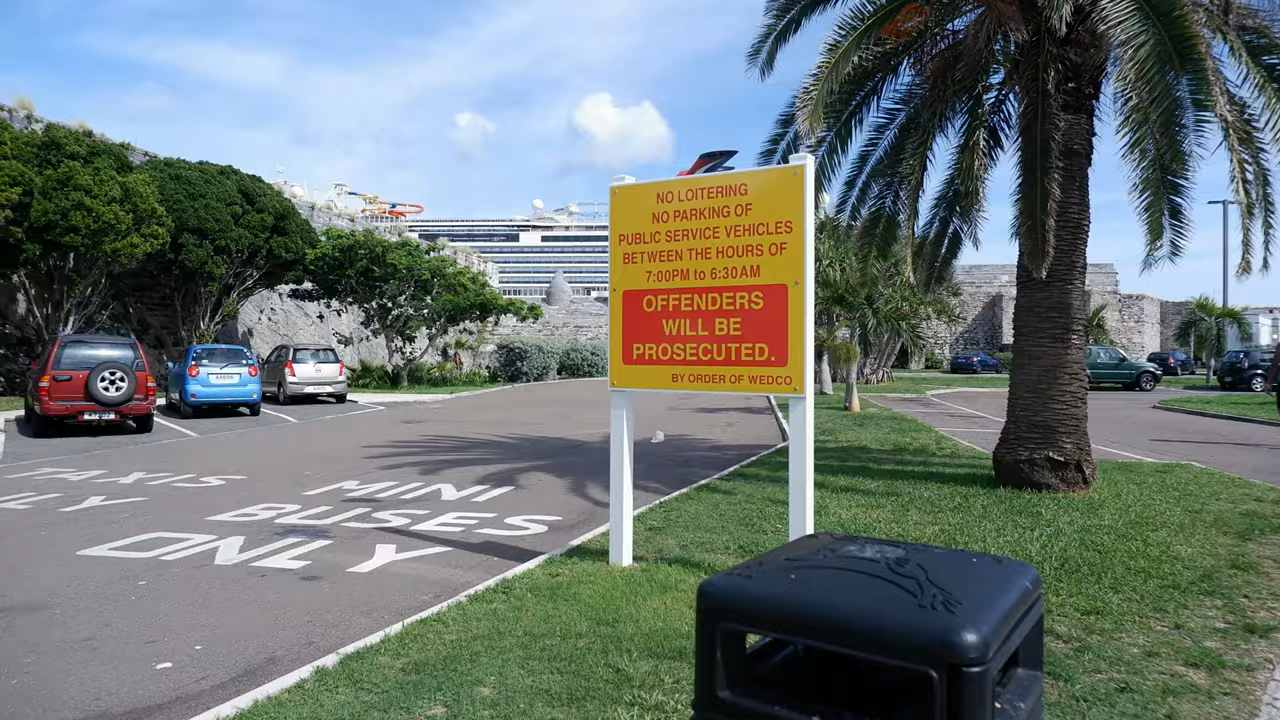 NO LOITERING
NO PARKING OF
PUBLIC SERVICE VEHICLES
BETWEEN THE HOURS OF
7:00PM to 6:30AM
OFFENDERS
WILL BE
PROSECUTED.
BY ORDER OF WEDCO
TAXIS
LY
MINI
BUSES
ONLY